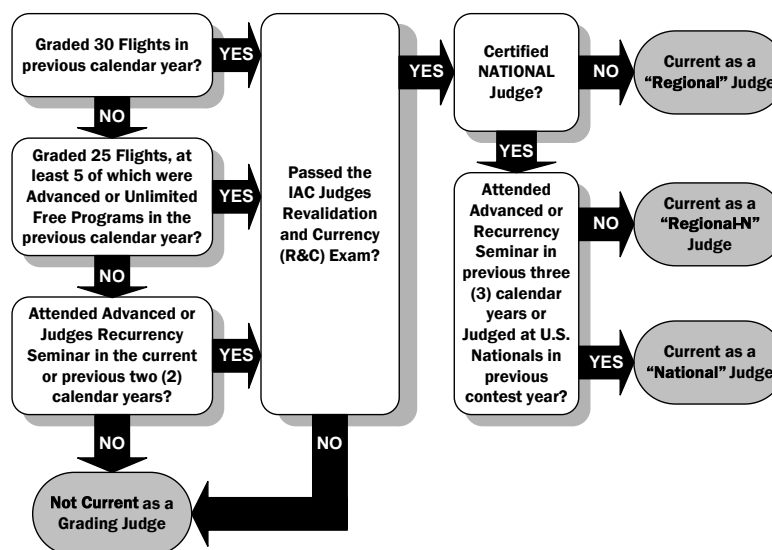 Graded 30 Flights in
previous calendar year?
YES
NO
Graded 25 Flights, at
least 5 of which were
Advanced or Unlimited
Free Programs in the
previous calendar year?
YES
NO
Attended Advanced or
Judges Recurrency
Seminar in the current
or previous two (2)
calendar years?
YES
NO
Not Current as a
Grading Judge
Passed the
IAC Judges
Revalidation
and Currency
(R&C) Exam?
NO
YES
Certified
NATIONAL
Judge?
NO
Current as a
“Regional” Judge
YES
Attended
Advanced or
Recurrency
Seminar in
previous three
(3) calendar
years or
Judged at U.S.
Nationals in
previous
contest year?
NO
Current as a
“Regional-N”
Judge
YES
Current as a
“National” Judge